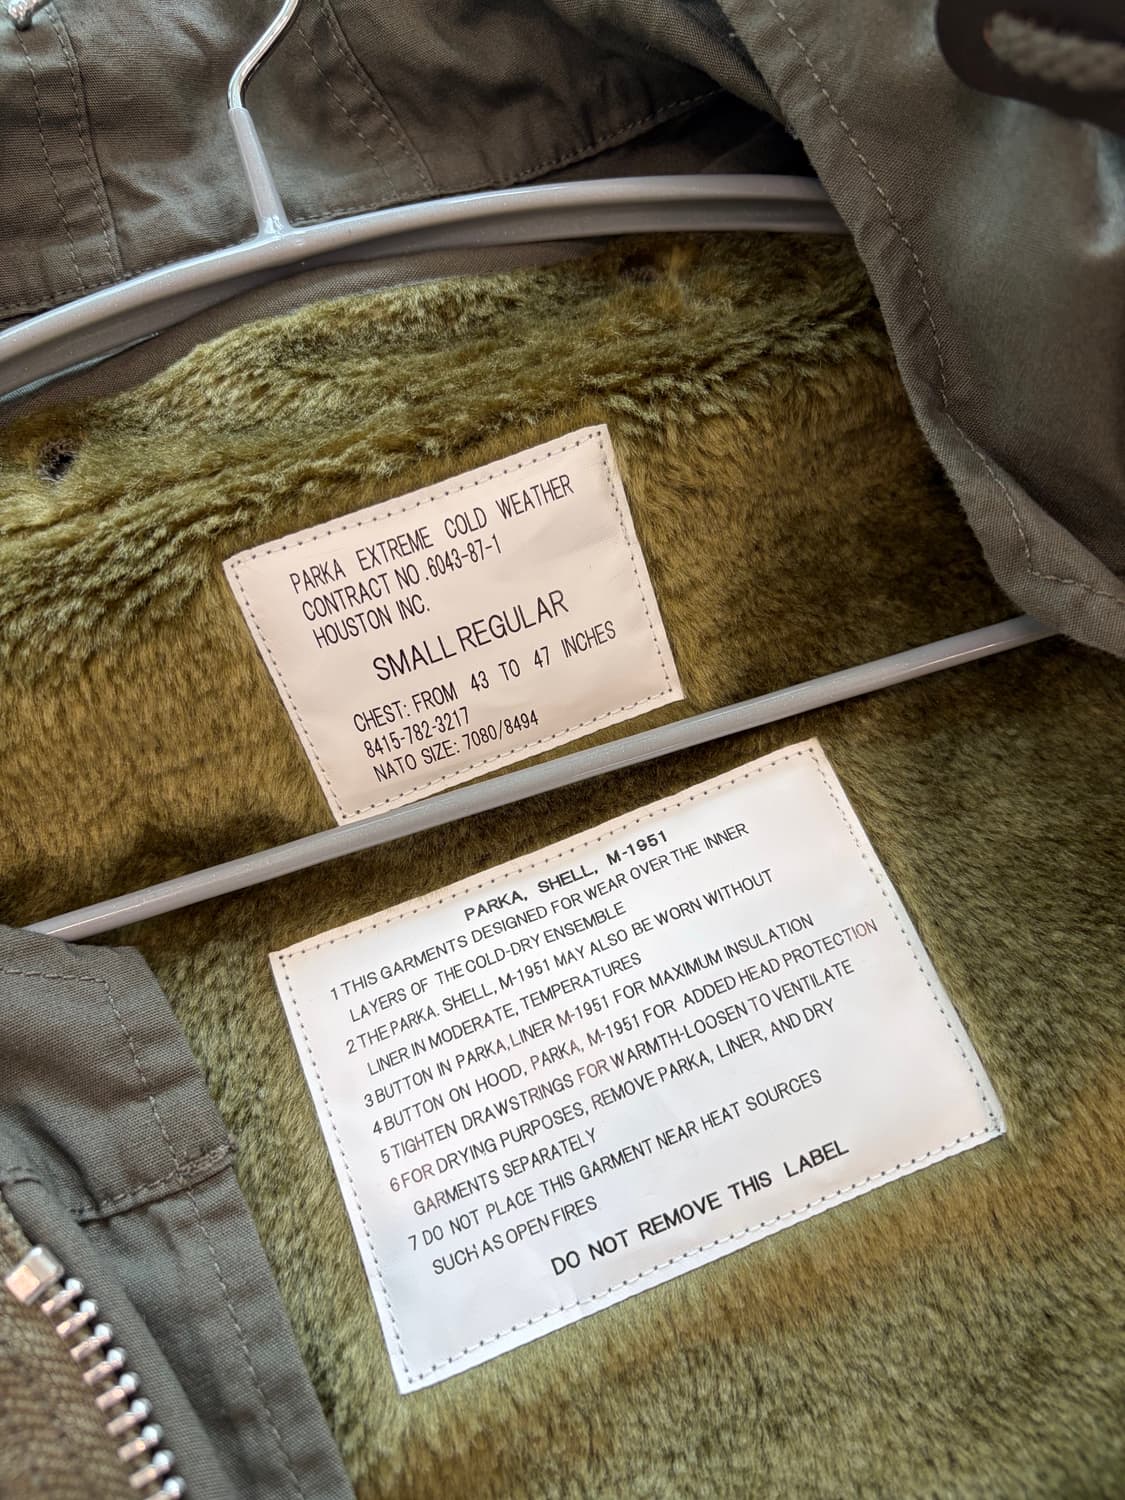 PARKA EXTREME COLD WEATHER
CONTRACT NO.6043-87-1
HOUSTON INC.
SMALL REGULAR
CHEST: FROM 43 TO 47 INCHES
8415-782-3217
NATO SIZE: 7080/8494
PARKA, SHELL, M-1951
1 THIS GARMENTS DESIGNED FOR WEAR OVER THE INNER
LAYERS OF THE COLD-DRY ENSEMBLE
2 THE PARKA. SHELL, M-1951 MAY ALSO BE WORN WITHOUT
LINER IN MODERATE, TEMPERATURES
3 BUTTON IN PARKA, LINER M-1951 FOR MAXIMUM INSULATION
4 BUTTON ON HOOD, PARKA, M-1951 FOR ADDED HEAD PROTECTION
5 TIGHTEN DRAWSTRINGS FOR WARMTH-LOOSEN TO VENTILATE
6 FOR DRYING PURPOSES, REMOVE PARKA, LINER, AND DRY
GARMENTS SEPARATELY
7 DO NOT PLACE THIS GARMENT NEAR HEAT SOURCES
SUCH AS OPEN FIRES
DO NOT REMOVE THIS LABEL